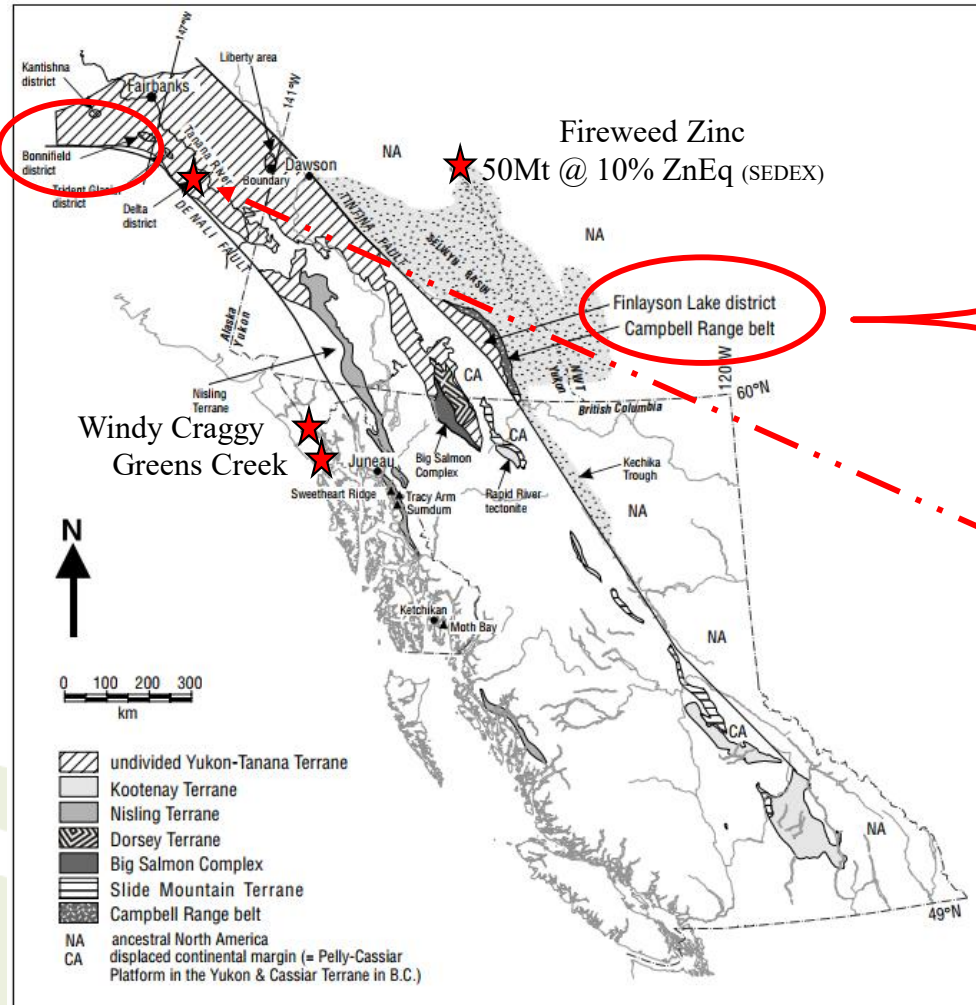 147°W
Kantishna
district
Liberty area
Fairbanks
141°W
NA
Fireweed Zinc
50Mt @ 10% ZnEq (SEDEX)
Bonnifield
district
Tanana River
Dawson
Boundary
Trident Glacier
district
Delta
district
DENALI FAULT
TINTINA FAULT
SELWYN BASIN
NA
Finlayson Lake district
Campbell Range belt
Alaska
Yukon
CA
NWT
Yukon
120°W
60°N
British Columbia
Nisling
Terrane
Windy Craggy
Greens Creek
Juneau
Big Salmon
Complex
CA
Rapid River
tectonite
Kechika
Trough
Sweetheart Ridge
Tracy Arm
Sumdum
NA
N
Ketchikan
Moth Bay
NA
0 100 200 300
km
CA
NA
49°N
undivided Yukon-Tanana Terrane
Kootenay Terrane
Nisling Terrane
Dorsey Terrane
Big Salmon Complex
Slide Mountain Terrane
Campbell Range belt
NA ancestral North America
CA displaced continental margin (= Pelly-Cassiar
Platform in the Yukon & Cassiar Terrane in B.C.)